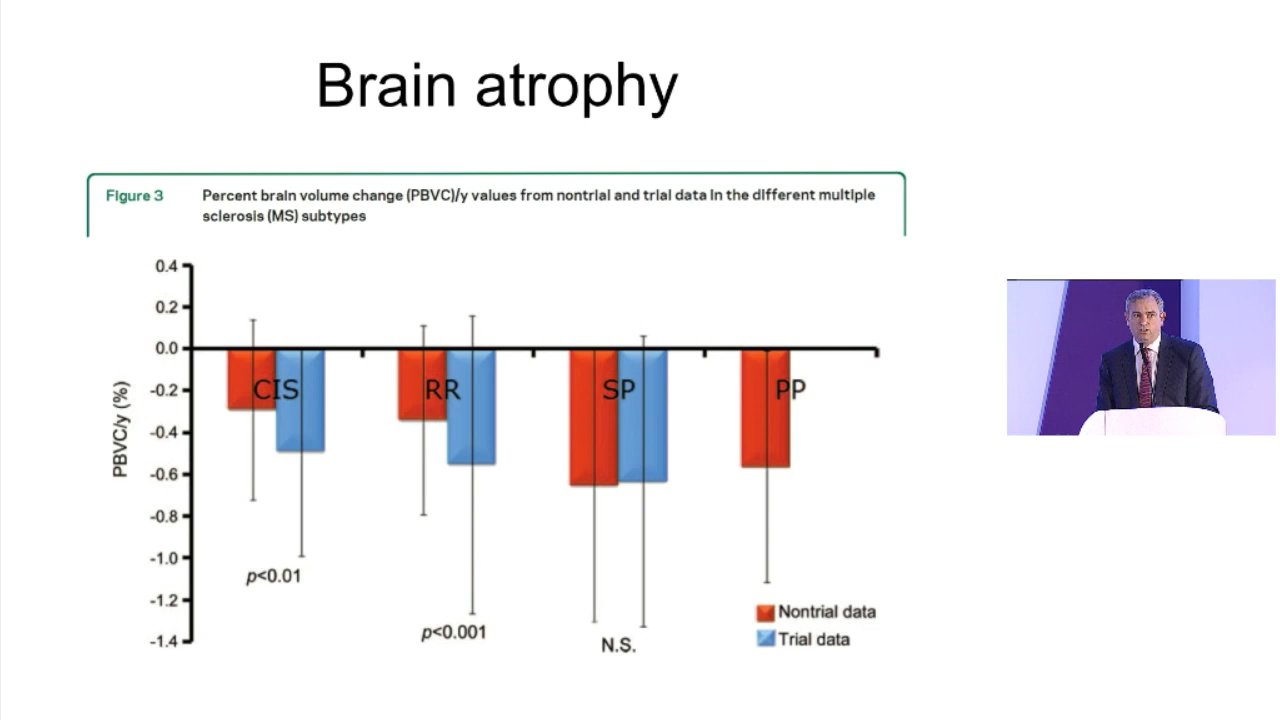 Brain atrophy
Figure 3 Percent brain volume change (PBVC)/y values from nontrial and trial data in the different multiple
sclerosis (MS) subtypes
0.4
0.2
0.0
-0.2
-0.4
-0.6
-0.8
-1.0
-1.2
-1.4
PBVC/y (%)
CIS RR SP PP
p<0.01
p<0.001
N.S.
Nontrial data
Trial data